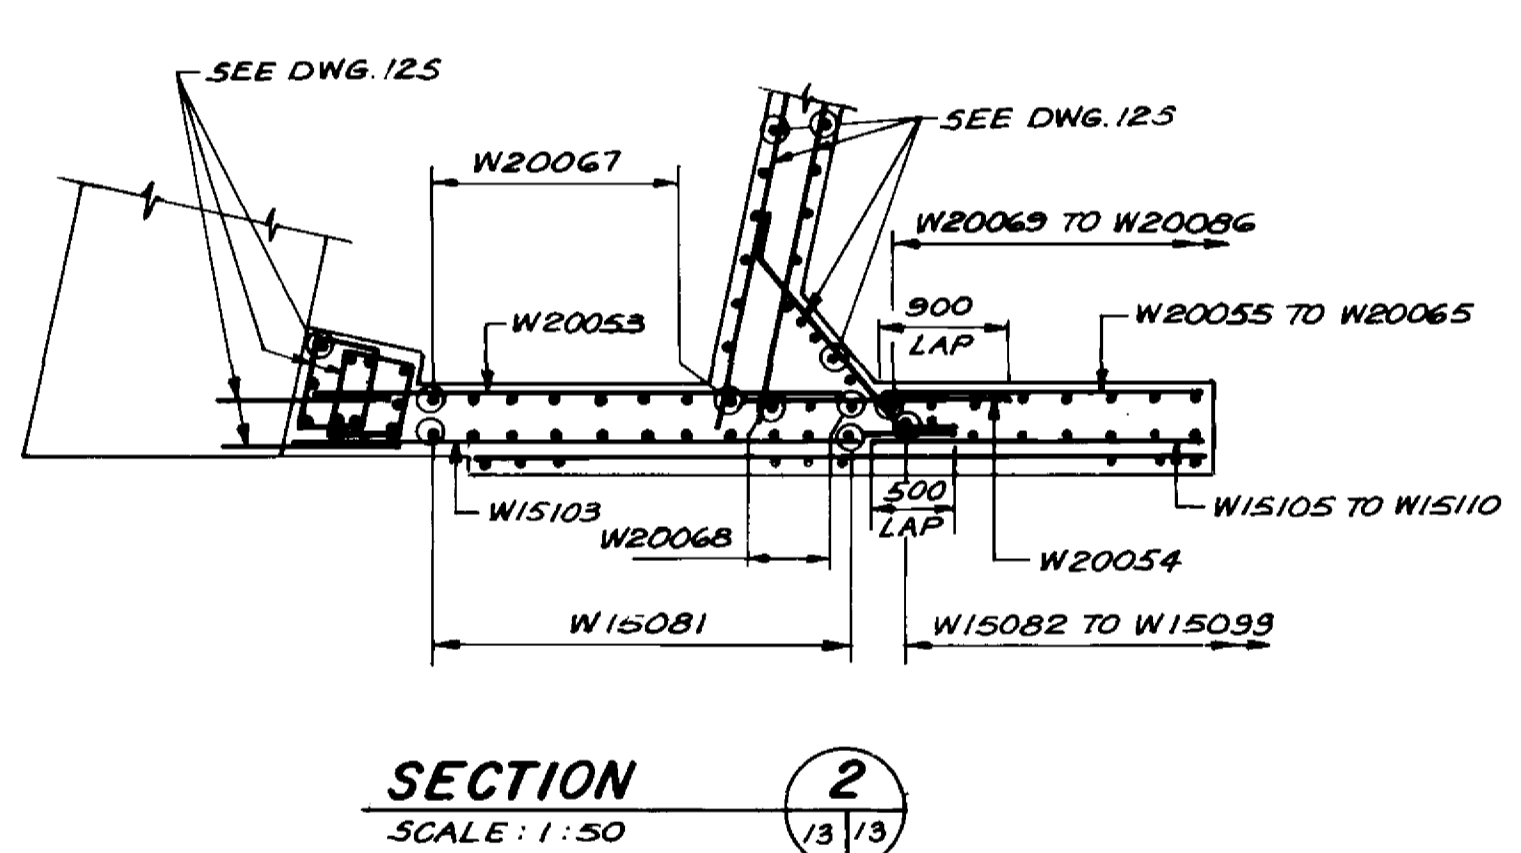 SEE DWG. 125
SEE DWG. 125
W20067
W20069 TO W20086
W20053
900
LAP
W20055 TO W20065
W15103
W20068
500
LAP
W15105 TO W15110
W20054
W15081
W15082 TO W15099
SECTION
2
SCALE : 1 : 50
13 13